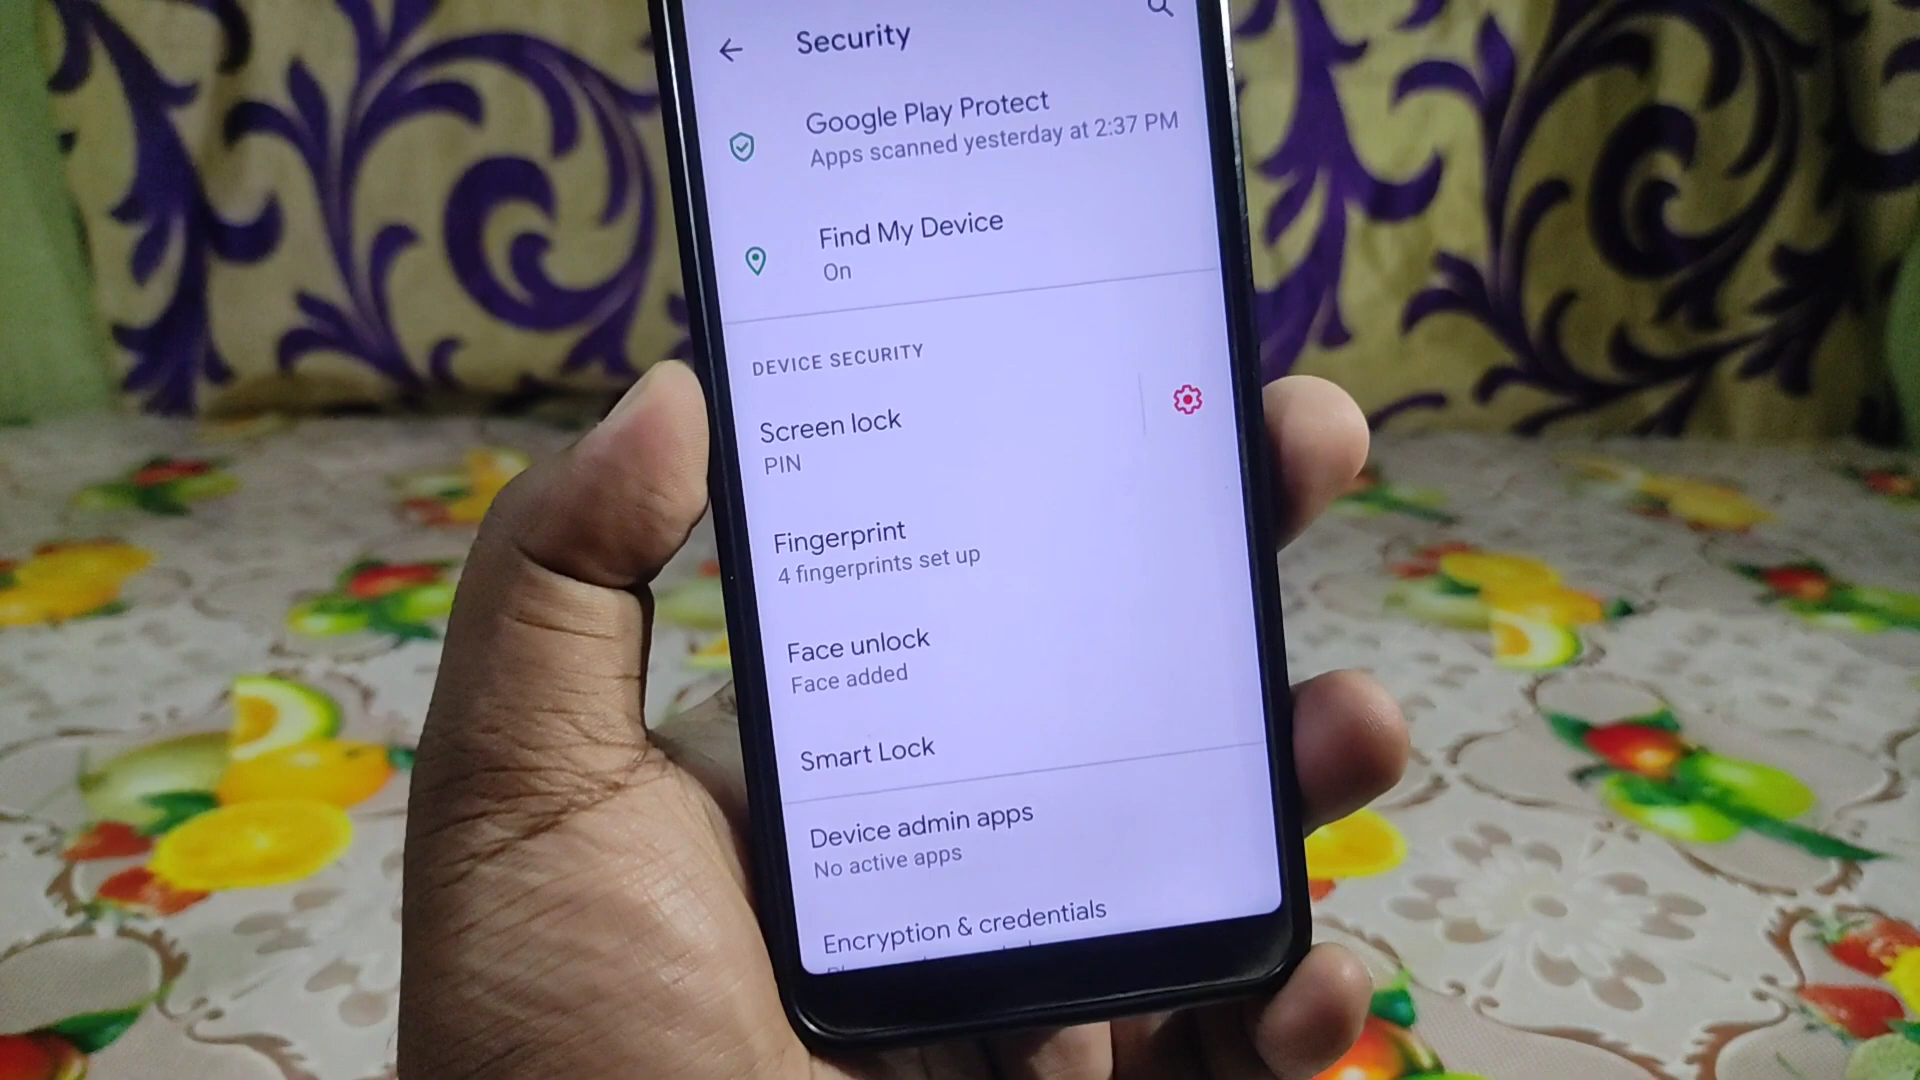 Security
Google Play Protect
Apps scanned yesterday at 2:37 PM
Find My Device
On
DEVICE SECURITY
Screen lock
PIN
Fingerprint
4 fingerprints set up
Face unlock
Face added
Smart Lock
Device admin apps
No active apps
Encryption & credentials